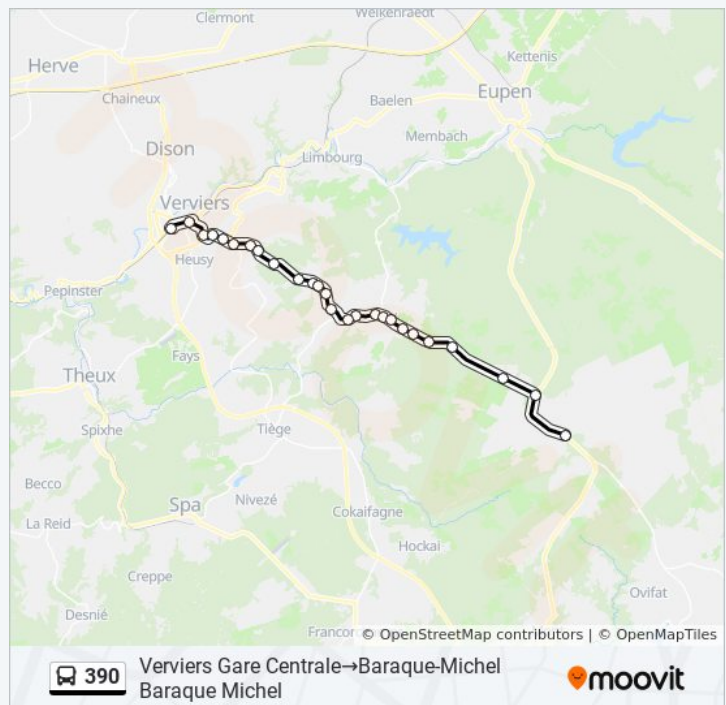 Clermont
Welkenraedt
Herve
Chaineux
Kettenis
Eupen
Baelen
Dison
Membach
Limbourg
Verviers
Heusy
Pepinster
Fays
Theux
Spixhe
Tiège
Becco
Spa
Nivezé
La Reid
Cokaifagne
Hockai
Creppe
Ovifat
Desnié
Francor
© OpenStreetMap contributors | © OpenMapTiles
390
Verviers Gare Centrale→Baraque-Michel
Baraque Michel
moovit